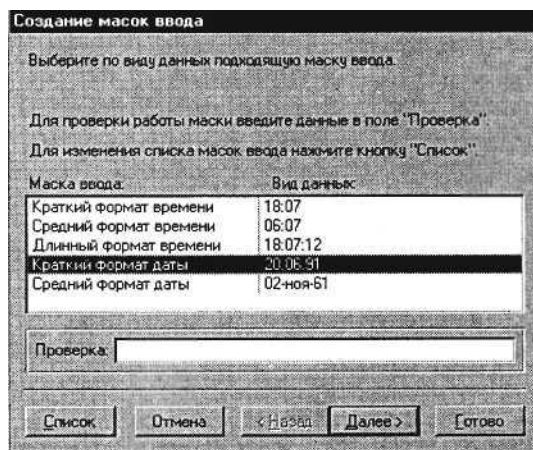 Создание масок ввода
Выберите по виду данных подходящую маску ввода.
Для проверки работы маски введите данные в поле "Проверка".
Для изменения списка масок ввода нажмите кнопку "Список".
Маска ввода: Вид данных:
Краткий формат времени 18:07
Средний формат времени 06:07
Длинный формат времени 18:07:12
Краткий формат даты 20.06.91
Средний формат даты 02-ноя-61
Проверка:
Список Отмена < Назад Далее > Готово